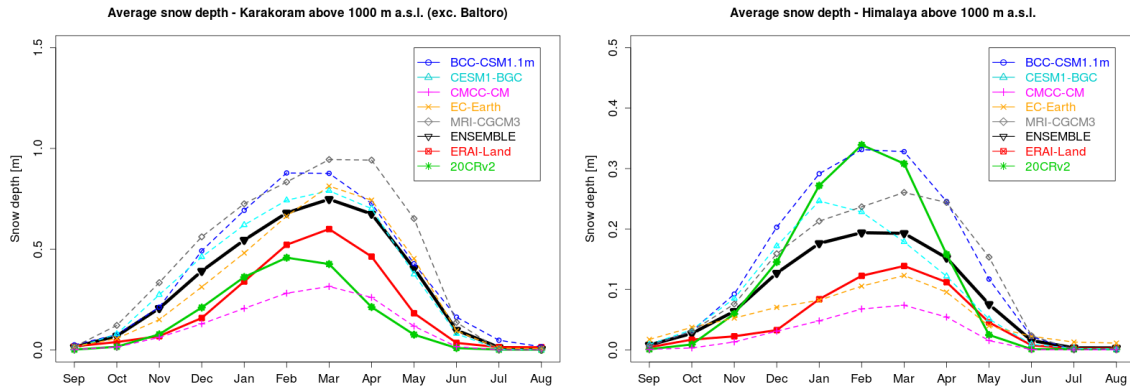 Average snow depth - Karakoram above 1000 m a.s.l. (exc. Baltoro)
Snow depth [m]
1.5
1.0
0.5
0.0
BCC-CSM1.1m
CESM1-BGC
CMCC-CM
EC-Earth
MRI-CGCM3
ENSEMBLE
ERAI-Land
20CRv2
Sep Oct Nov Dec Jan Feb Mar Apr May Jun Jul Aug
Average snow depth - Himalaya above 1000 m a.s.l.
Snow depth [m]
0.5
0.4
0.3
0.2
0.1
0.0
BCC-CSM1.1m
CESM1-BGC
CMCC-CM
EC-Earth
MRI-CGCM3
ENSEMBLE
ERAI-Land
20CRv2
Sep Oct Nov Dec Jan Feb Mar Apr May Jun Jul Aug